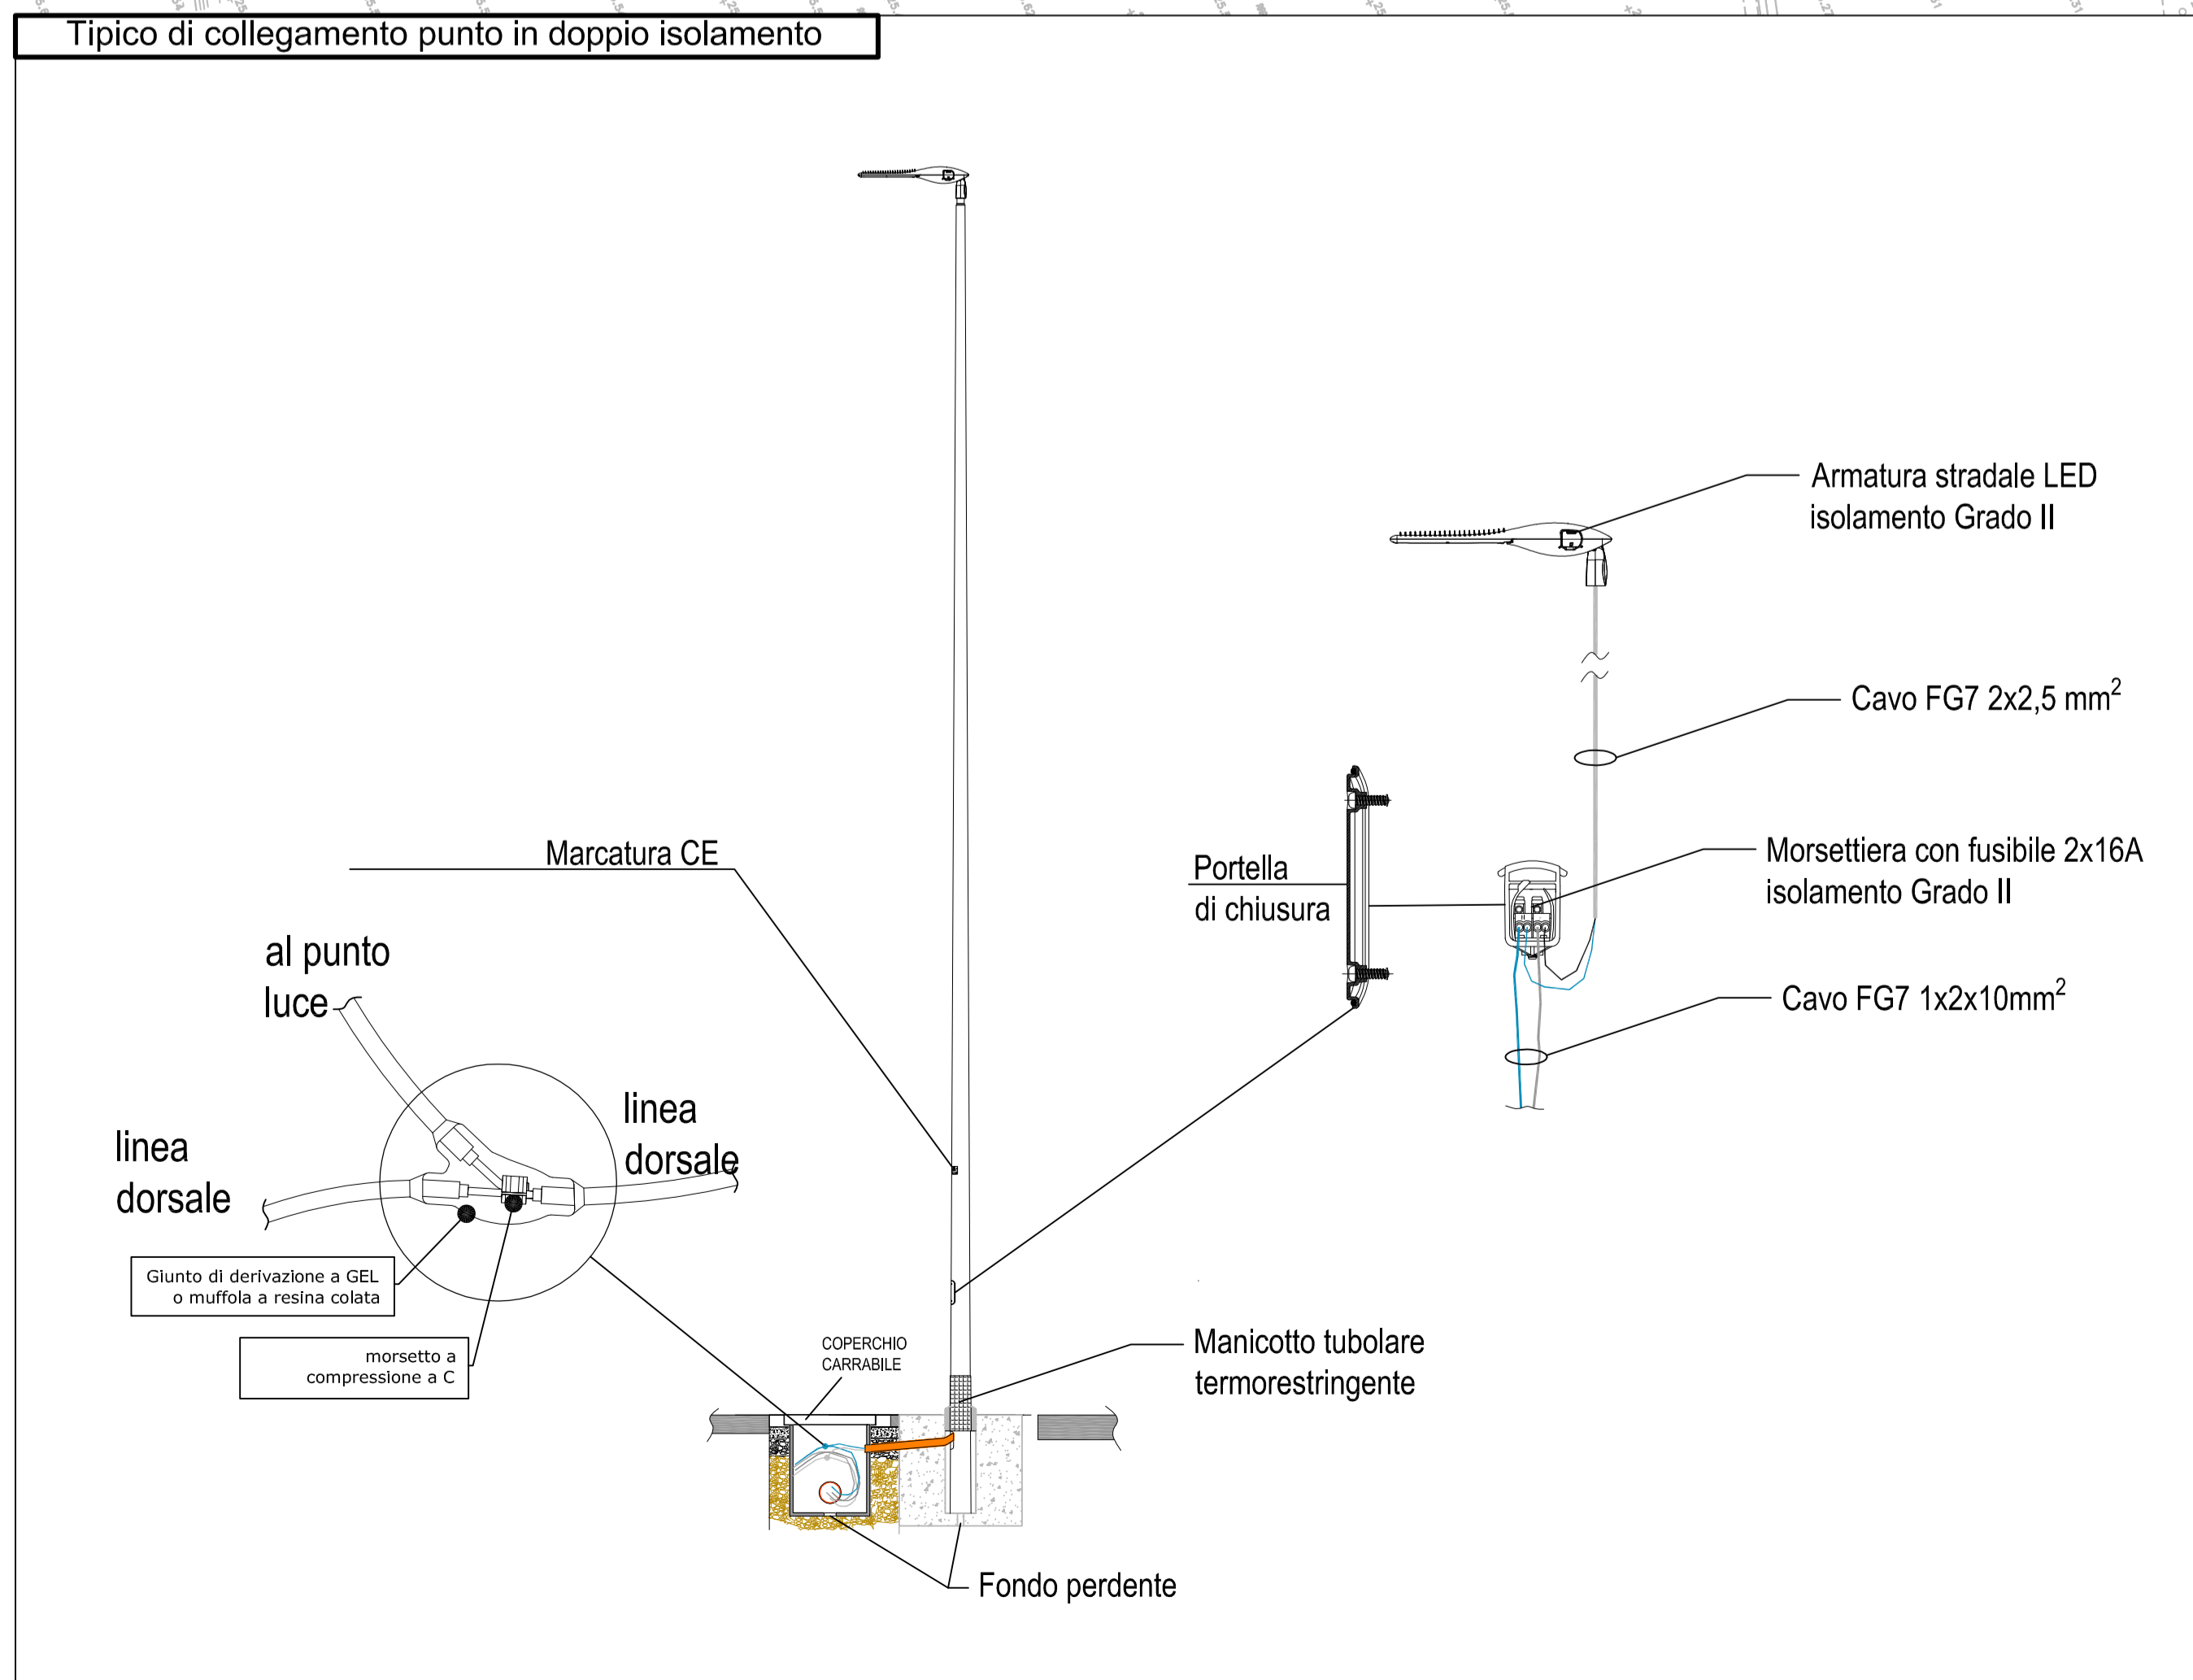 Tipico di collegamento punto in doppio isolamento
Armatura stradale LED
isolamento Grado II
Cavo FG7 2x2,5 mm²
Marcatura CE
Portella
di chiusura
Morsettiera con fusibile 2x16A
isolamento Grado II
al punto
luce
Cavo FG7 1x2x10mm²
linea
dorsale
linea
dorsale
Giunto di derivazione a GEL
o muffola a resina colata
morsetto a
compressione a C
COPERCHIO
CARRABILE
Manicotto tubolare
termorestringente
Fondo perdente